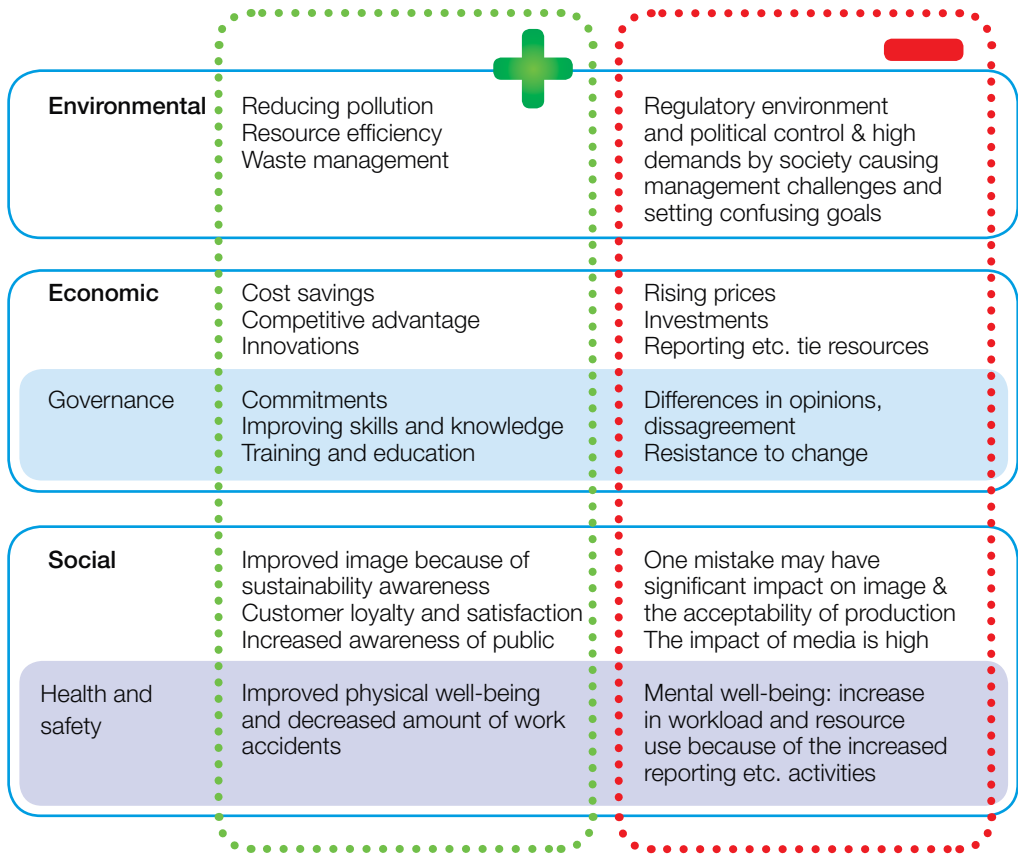 Environmental
Reducing pollution
Resource efficiency
Waste management
Regulatory environment
and political control & high
demands by society causing
management challenges and
setting confusing goals
Economic
Cost savings
Competitive advantage
Innovations
Rising prices
Investments
Reporting etc. tie resources
Governance
Commitments
Improving skills and knowledge
Training and education
Differences in opinions,
dissagreement
Resistance to change
Social
Improved image because of
sustainability awareness
Customer loyalty and satisfaction
Increased awareness of public
One mistake may have
significant impact on image &
the acceptability of production
The impact of media is high
Health and
safety
Improved physical well-being
and decreased amount of work
accidents
Mental well-being: increase
in workload and resource
use because of the increased
reporting etc. activities